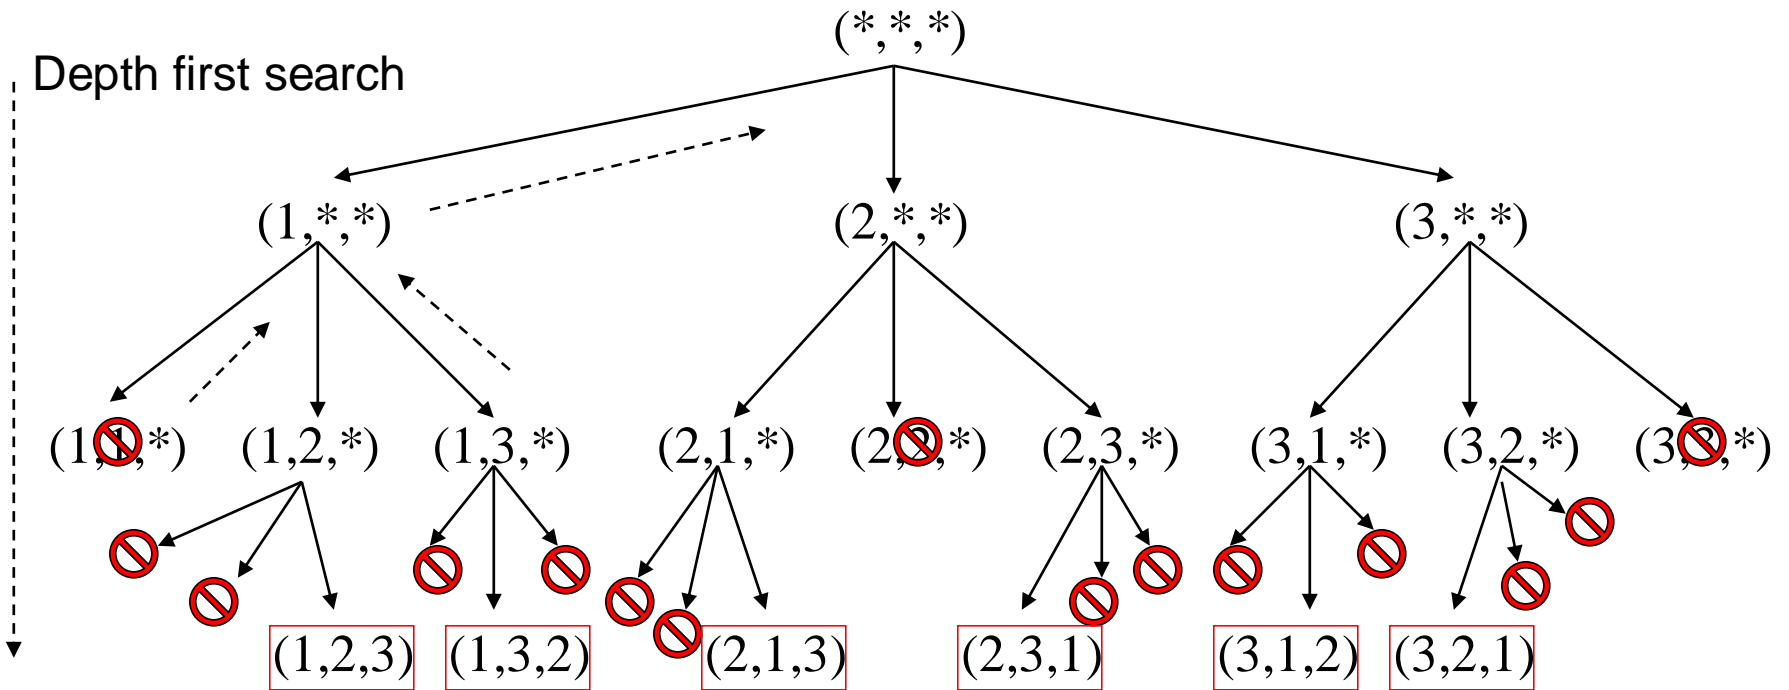 (*,*,*)
Depth first search
(1,*,*) (2,*,*) (3,*,*)
(1,1,*) (1,2,*) (1,3,*) (2,1,*) (2,2,*) (2,3,*) (3,1,*) (3,2,*) (3,3,*)
(1,2,3) (1,3,2) (2,1,3) (2,3,1) (3,1,2) (3,2,1)